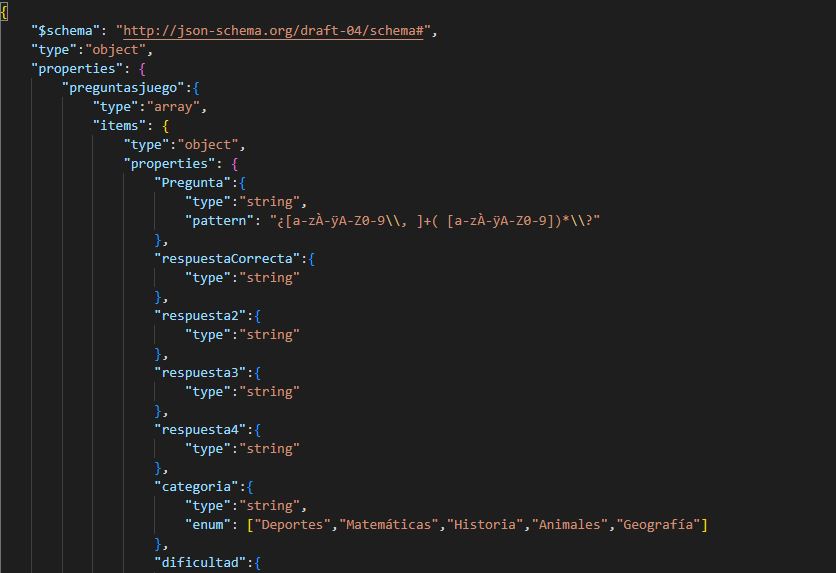 {
"$schema": "http://json-schema.org/draft-04/schema#",
"type":"object",
"properties": {
"preguntasjuego":{
"type":"array",
"items": {
"type":"object",
"properties": {
"Pregunta":{
"type":"string",
"pattern": "¿[a-zÀ-ÿA-Z0-9\\, ]+( [a-zÀ-ÿA-Z0-9])*\\?"
},
"respuestaCorrecta":{
"type":"string"
},
"respuesta2":{
"type":"string"
},
"respuesta3":{
"type":"string"
},
"respuesta4":{
"type":"string"
},
"categoria":{
"type":"string",
"enum": ["Deportes","Matemáticas","Historia","Animales","Geografía"]
},
"dificultad":{